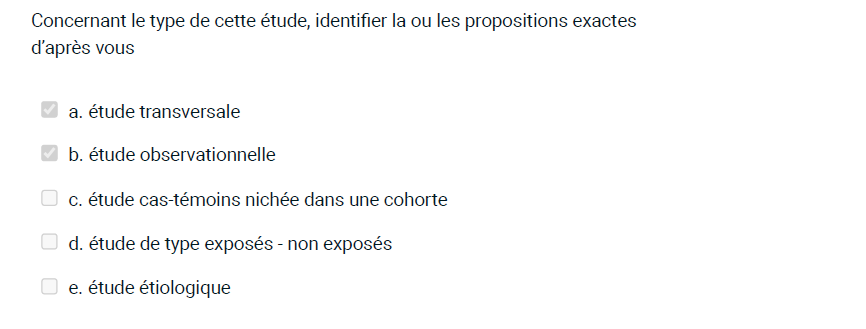 Concernant le type de cette étude, identifier la ou les propositions exactes
d'après vous
a. étude transversale
b. étude observationnelle
c. étude cas-témoins nichée dans une cohorte
d. étude de type exposés - non exposés
e. étude étiologique